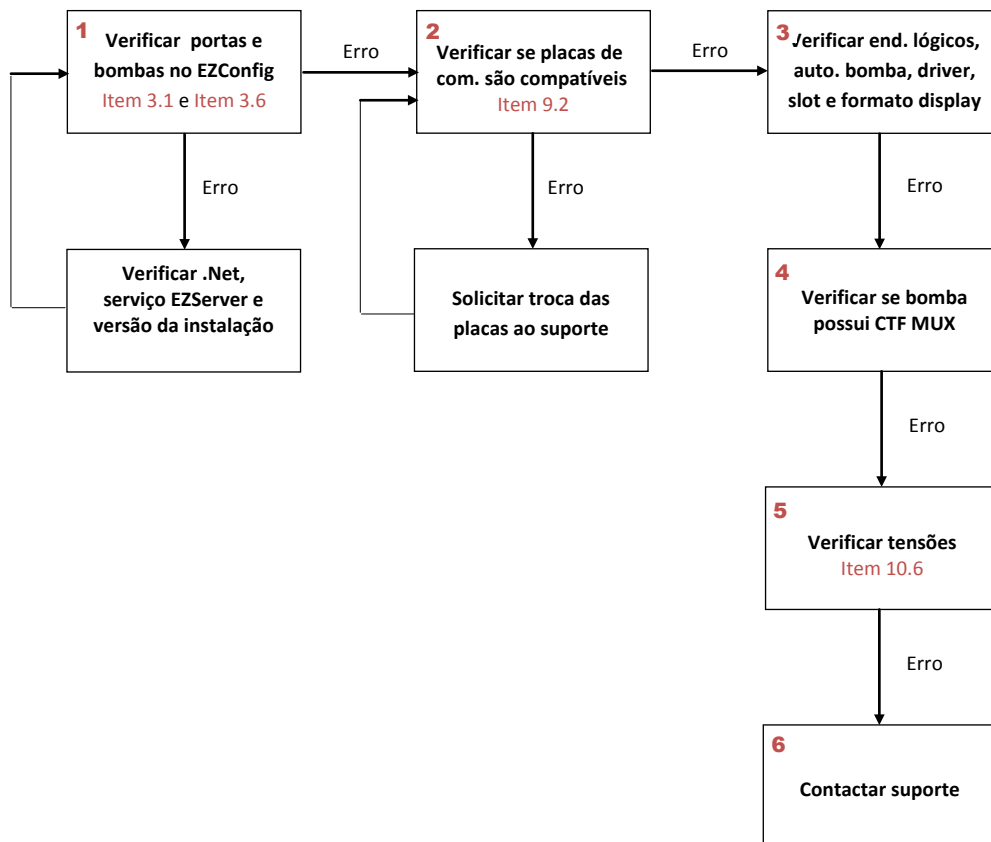 1
Verificar portas e
bombas no EZConfig
Item 3.1 e Item 3.6
Erro
2
Verificar se placas de
com. são compatíveis
Item 9.2
Erro
3
Verificar end. lógicos,
auto. bomba, driver,
slot e formato display
Erro
Erro
Erro
Verificar .Net,
serviço EZServer e
versão da instalação
Solicitar troca das
placas ao suporte
4
Verificar se bomba
possui CTF MUX
Erro
5
Verificar tensões
Item 10.6
Erro
6
Contactar suporte